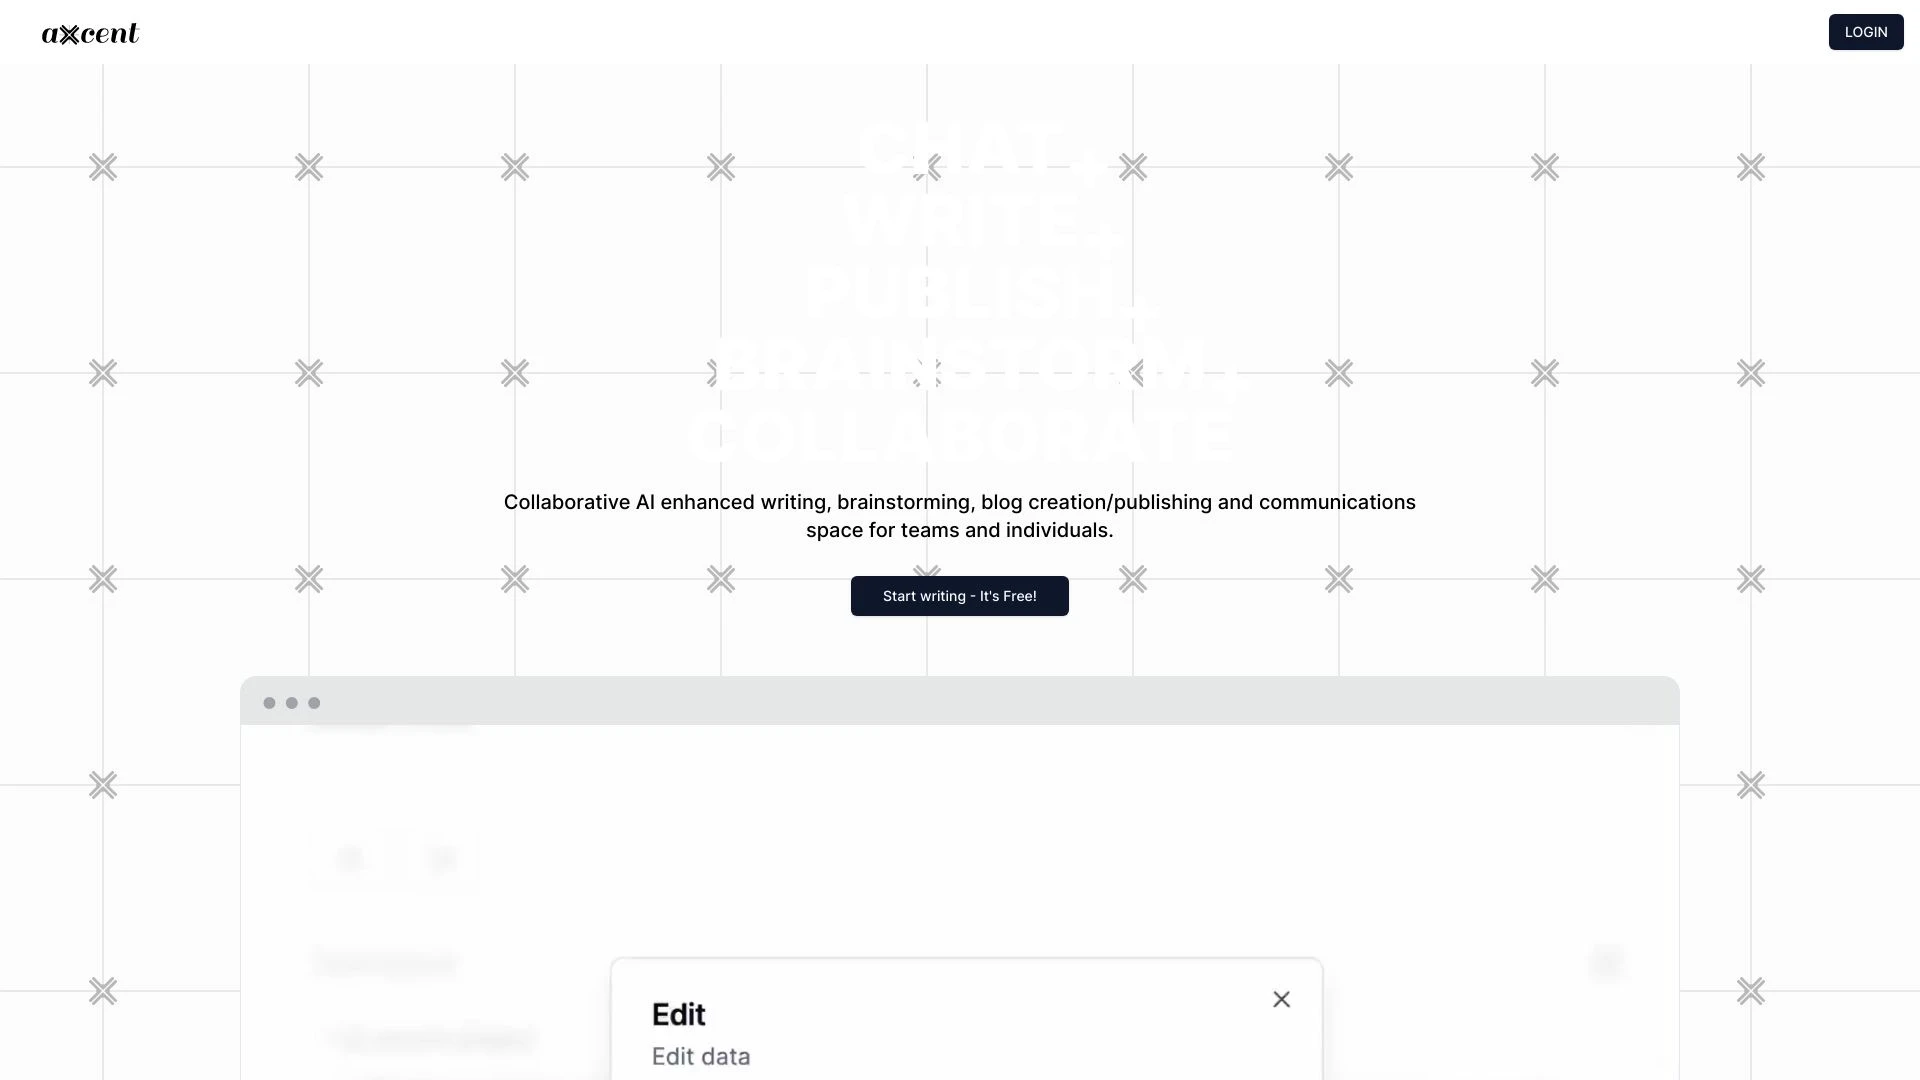 axcent
LOGIN
CHAT +
WRITE +
PUBLISH +
BRAINSTORM +
COLLABORATE
Collaborative AI enhanced writing, brainstorming, blog creation/publishing and communications
space for teams and individuals.
Start writing - It's Free!
Edit
Edit data